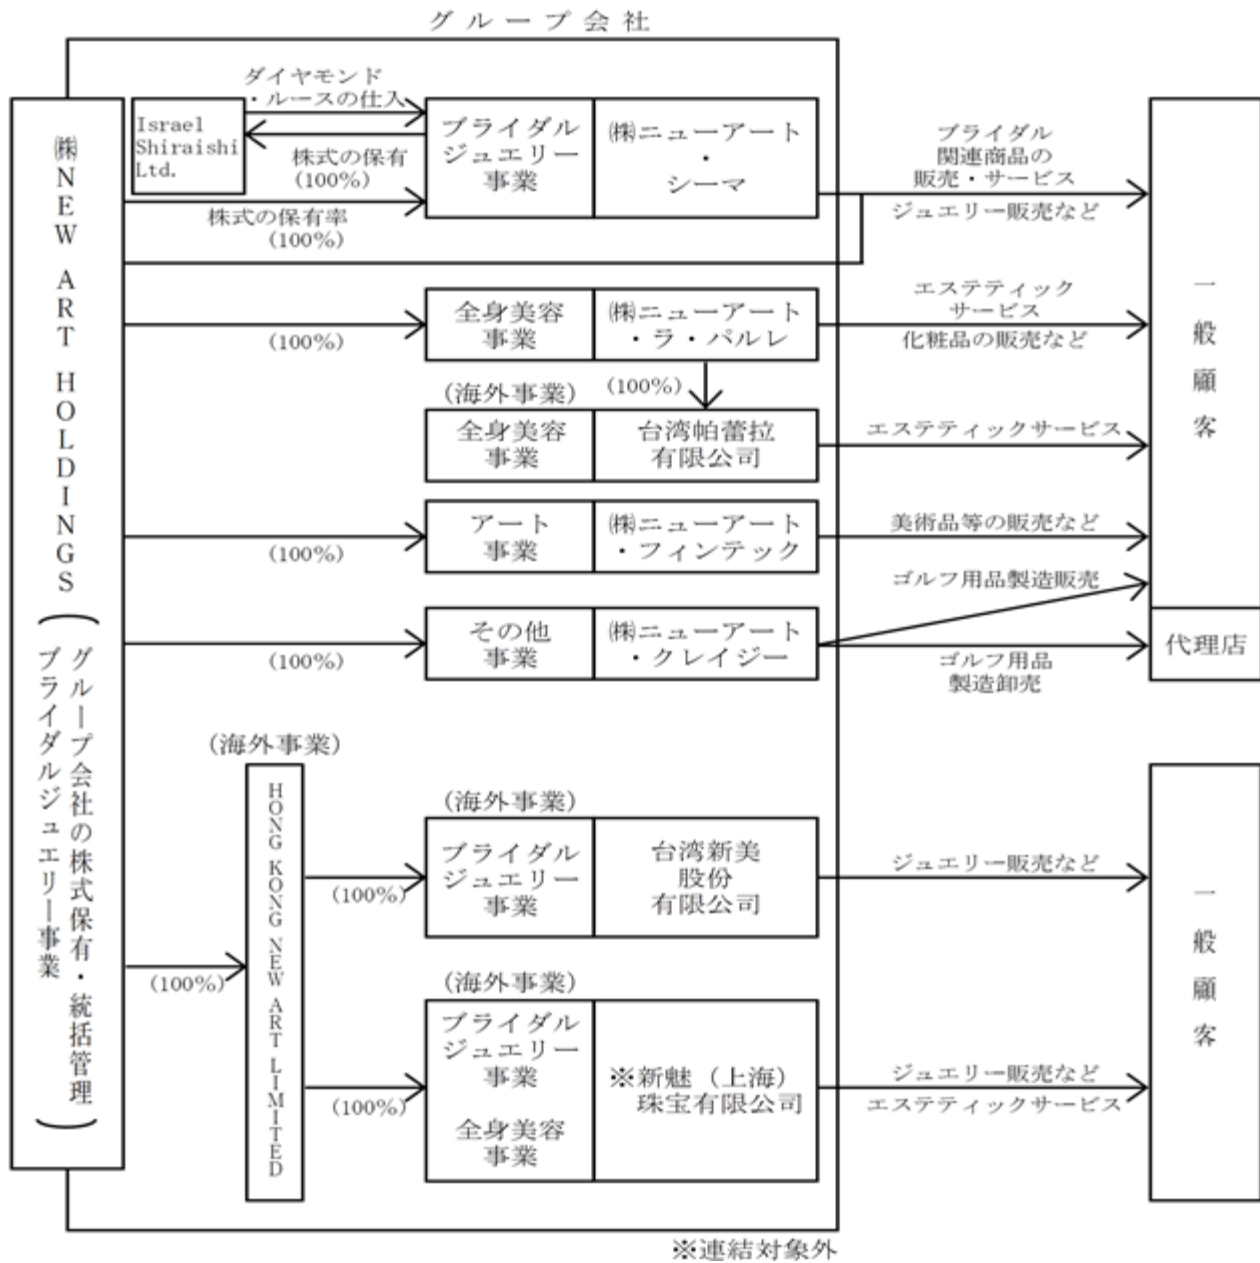 グループ会社
㈱NEW ART HOLDINGS
(グループ会社の株式保有・統括管理
ブライダルジュエリー事業)
Israel
Shiraishi
Ltd.
ダイヤモンド
・ルースの仕入
株式の保有
(100%)
株式の保有率
(100%)
ブライダル
ジュエリー
事業
㈱ニューアート
・
シーマ
ブライダル
関連商品の
販売・サービス
ジュエリー販売など
(100%)
全身美容
事業
㈱ニューアート
・ラ・パルレ
エステティック
サービス
化粧品の販売など
(100%)
(海外事業)
全身美容
事業
台湾帕蕾拉
有限公司
エステティックサービス
(100%)
アート
事業
㈱ニューアート
・フィンテック
美術品等の販売など
(100%)
その他
事業
㈱ニューアート
・クレイジー
ゴルフ用品製造販売
ゴルフ用品
製造卸売
一般顧客
代理店
(100%)
(海外事業)
HONG KONG NEW ART LIMITED
(100%)
(海外事業)
ブライダル
ジュエリー
事業
台湾新美
股份
有限公司
ジュエリー販売など
(100%)
(海外事業)
ブライダル
ジュエリー
事業
全身美容
事業
※新魅(上海)
珠宝有限公司
ジュエリー販売など
エステティックサービス
一般顧客
※連結対象外